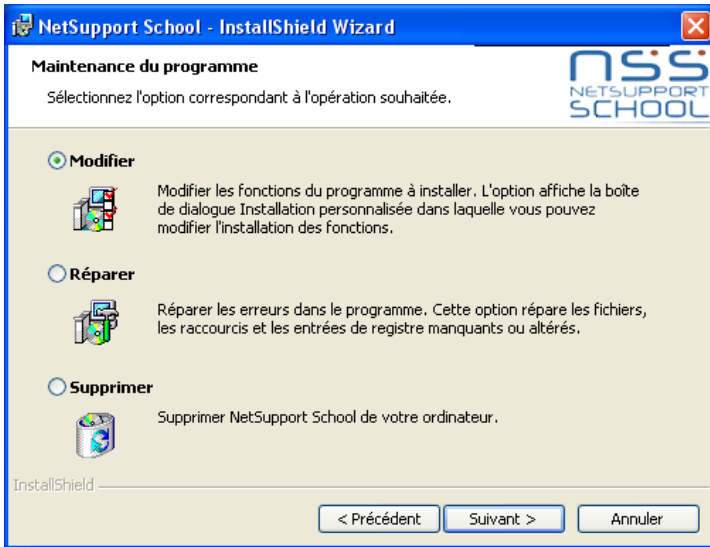 NetSupport School - InstallShield Wizard
Maintenance du programme
Sélectionnez l'option correspondant à l'opération souhaitée.
nss
NETSUPPORT
SCHOOL
Modifier
Modifier les fonctions du programme à installer. L'option affiche la boîte
de dialogue Installation personnalisée dans laquelle vous pouvez
modifier l'installation des fonctions.
Réparer
Réparer les erreurs dans le programme. Cette option répare les fichiers,
les raccourcis et les entrées de registre manquants ou altérés.
Supprimer
Supprimer NetSupport School de votre ordinateur.
InstallShield
< Précédent
Suivant >
Annuler